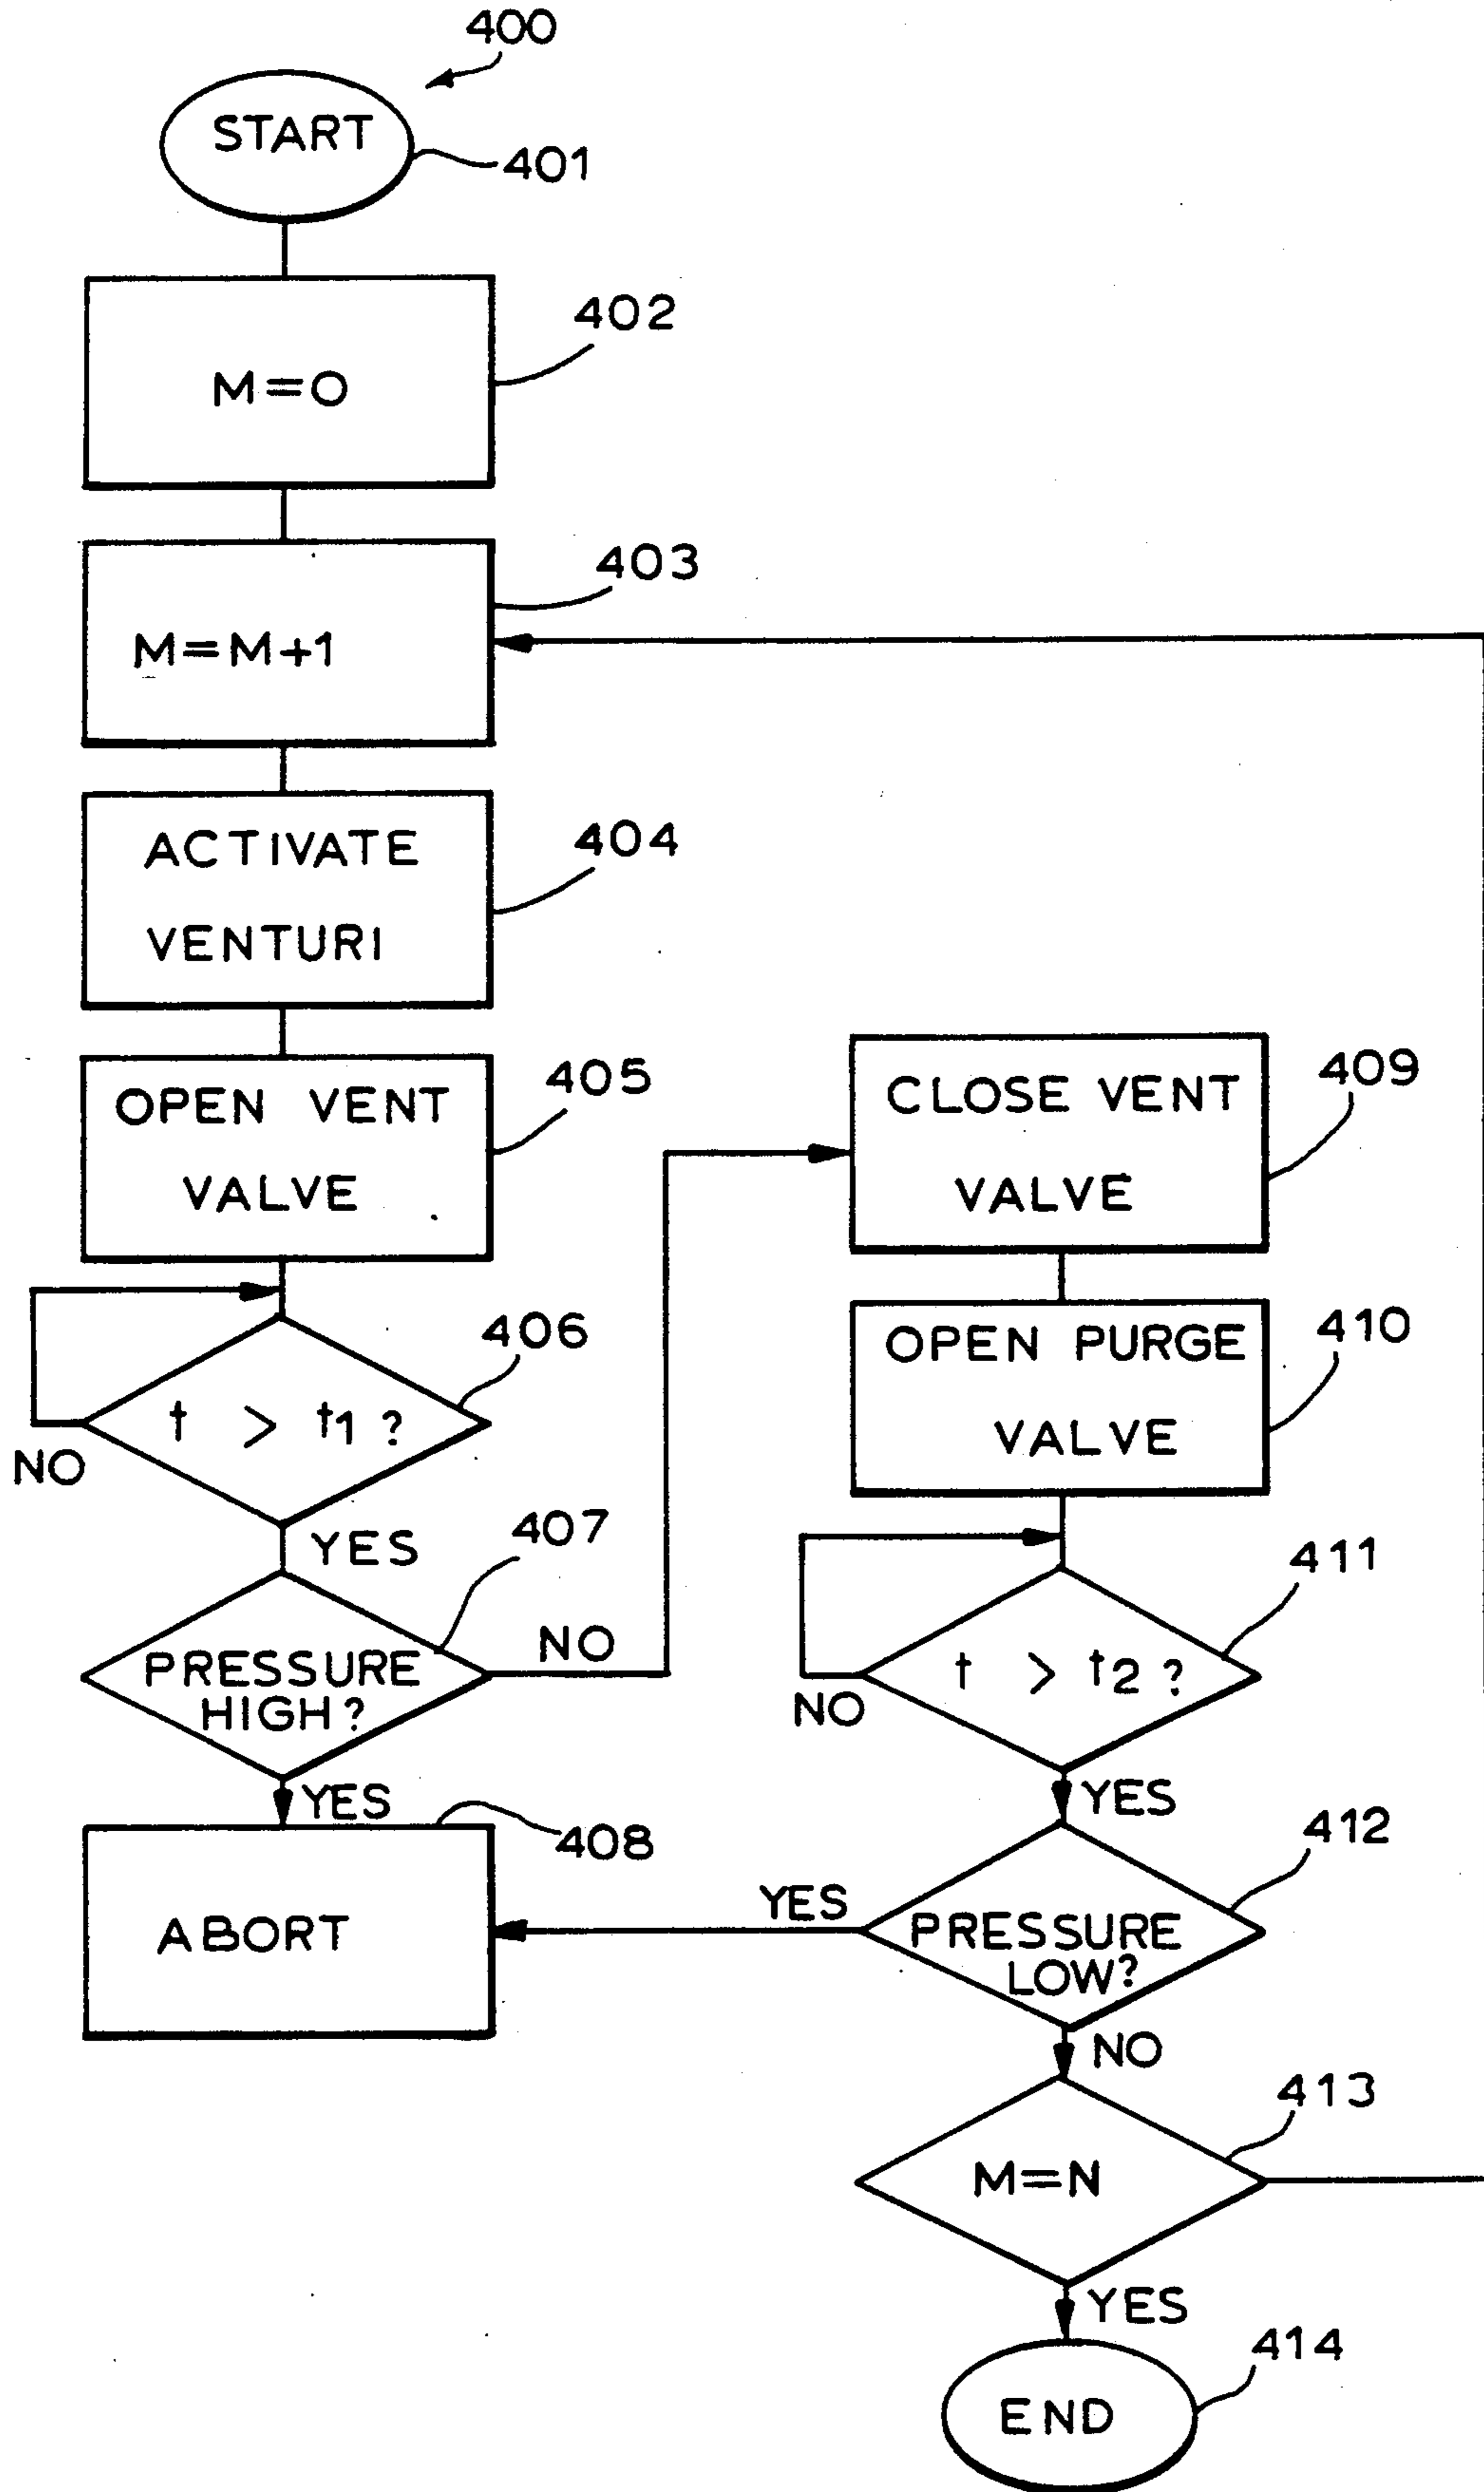 400
START
401
402
M=0
403
M=M+1
404
ACTIVATE
VENTURI
405
OPEN VENT
VALVE
406
t > t1 ?
NO
YES
407
PRESSURE
HIGH?
NO
YES
408
ABORT
409
CLOSE VENT
VALVE
410
OPEN PURGE
VALVE
411
t > t2 ?
NO
YES
412
PRESSURE
LOW?
YES
NO
413
M=N
YES
414
END